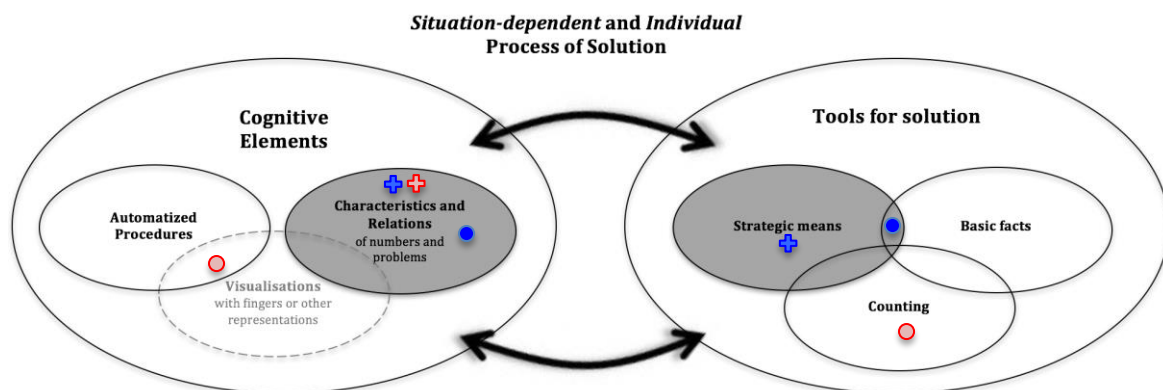 Situation-dependent and Individual
Process of Solution
Cognitive
Elements
Automatized
Procedures
Characteristics and
Relations
of numbers and
problems
Visualisations
with fingers or other
representations
Tools for solution
Strategic means
Basic facts
Counting